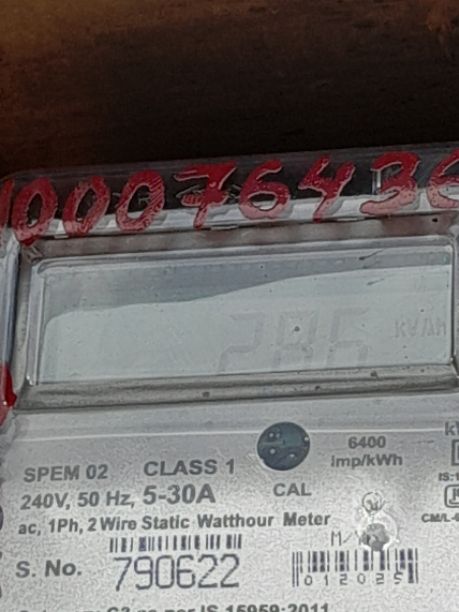 100076436
286
SPEM 02 CLASS 1
6400
imp/kWh
240V, 50 Hz, 5-30A CAL
ac, 1Ph, 2 Wire Static Watthour Meter
S. No. 790622
012025